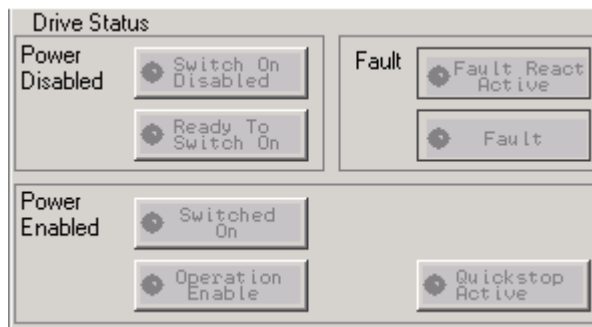 Drive Status
Power
Disabled
Switch On
Disabled
Ready To
Switch On
Fault
Fault React
Active
Fault
Power
Enabled
Switched
On
Operation
Enable
Quickstop
Active